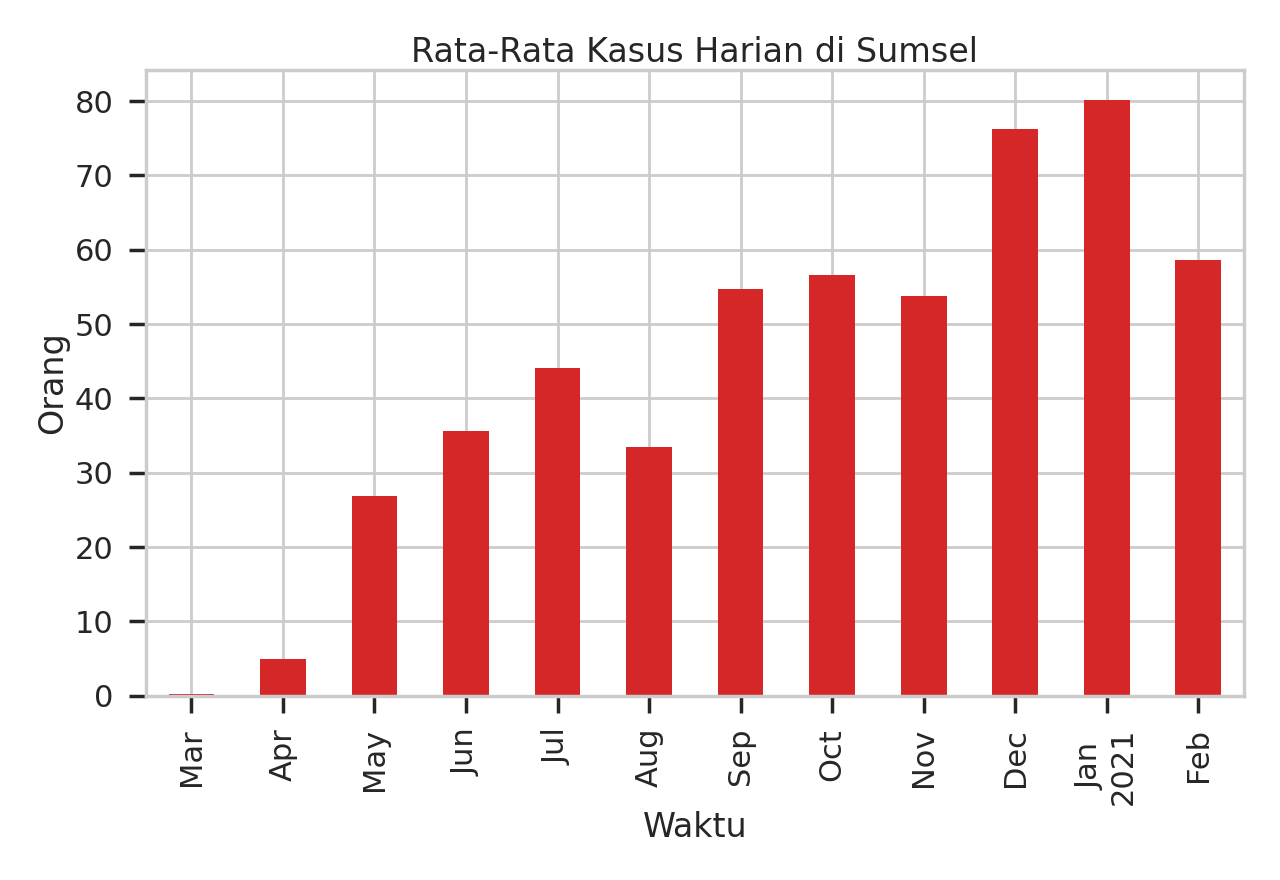 Rata-Rata Kasus Harian di Sumsel
Orang
80
70
60
50
40
30
20
10
0
Mar
Apr
May
Jun
Jul
Aug
Sep
Oct
Nov
Dec
Jan
2021
Feb
Waktu